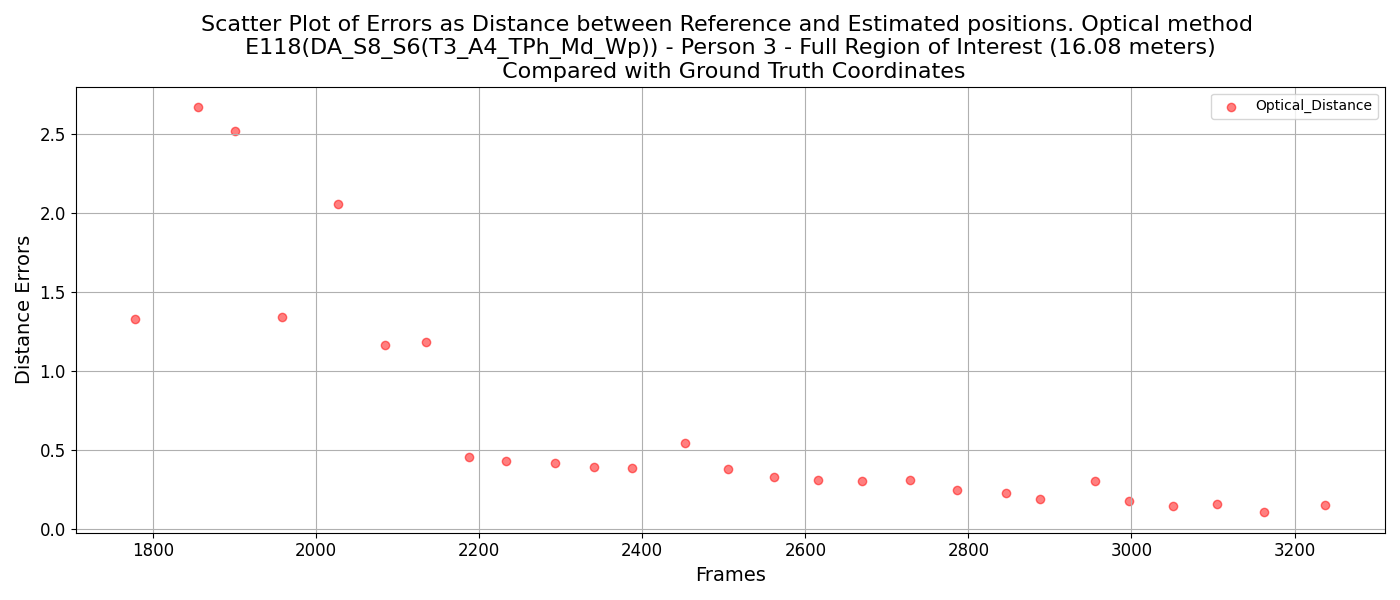 Scatter Plot of Errors as Distance between Reference and Estimated positions. Optical method
E118(DA_S8_S6(T3_A4_TPh_Md_Wp)) - Person 3 - Full Region of Interest (16.08 meters)
Compared with Ground Truth Coordinates
Optical_Distance
Distance Errors
2.5
2.0
1.5
1.0
0.5
0.0
1800 2000 2200 2400 2600 2800 3000 3200
Frames